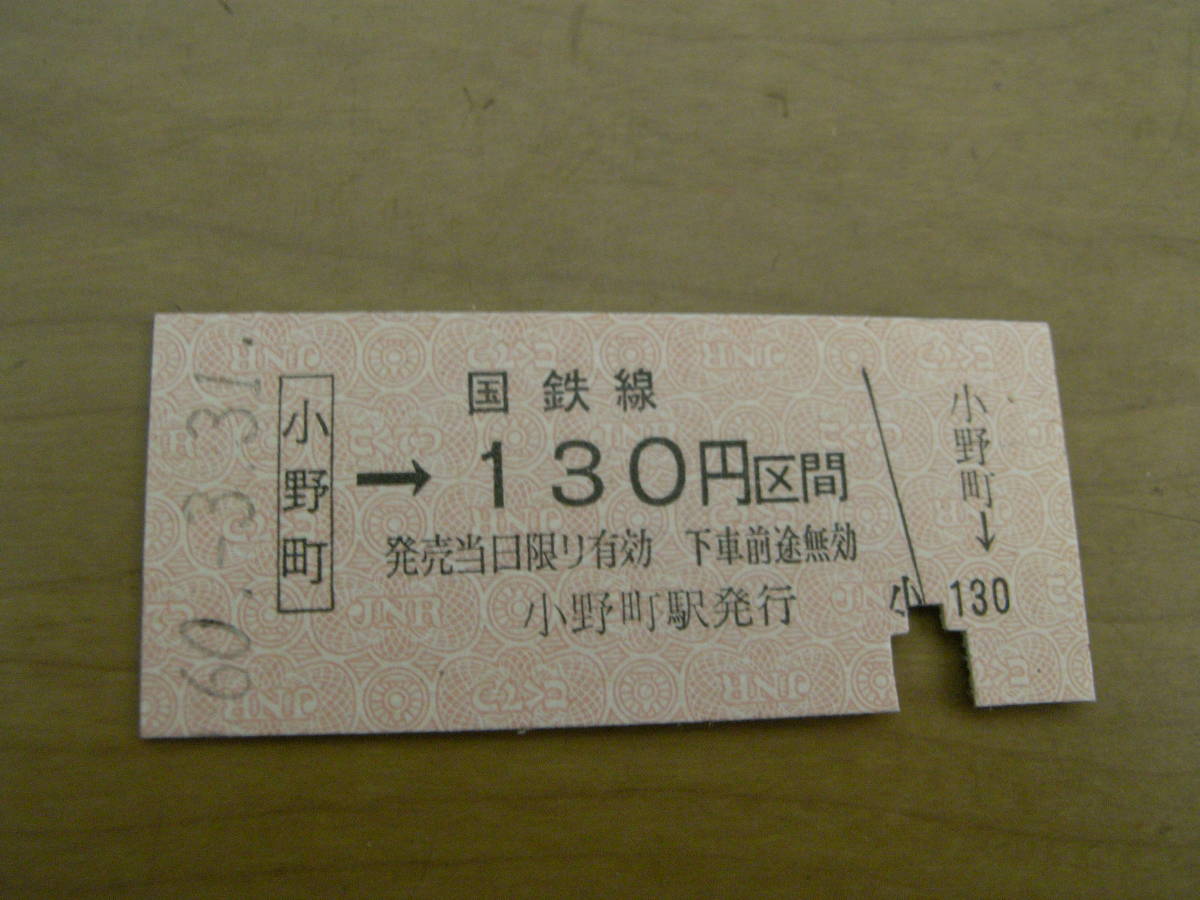 60.-3.31.
小野町
→130円区間
国鉄線
発売当日限り有効 下車前途無効
小野町駅発行
小
小野町→
130